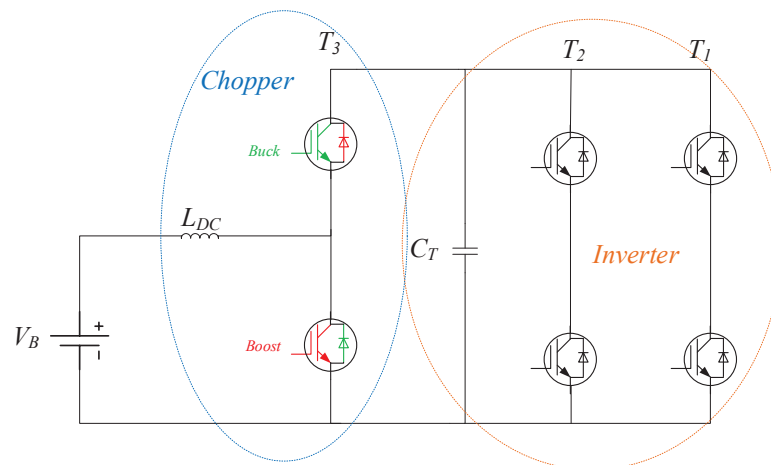 T3
T2
T1
Chopper
Buck
LDC
CT
Inverter
VB
+
-
Boost